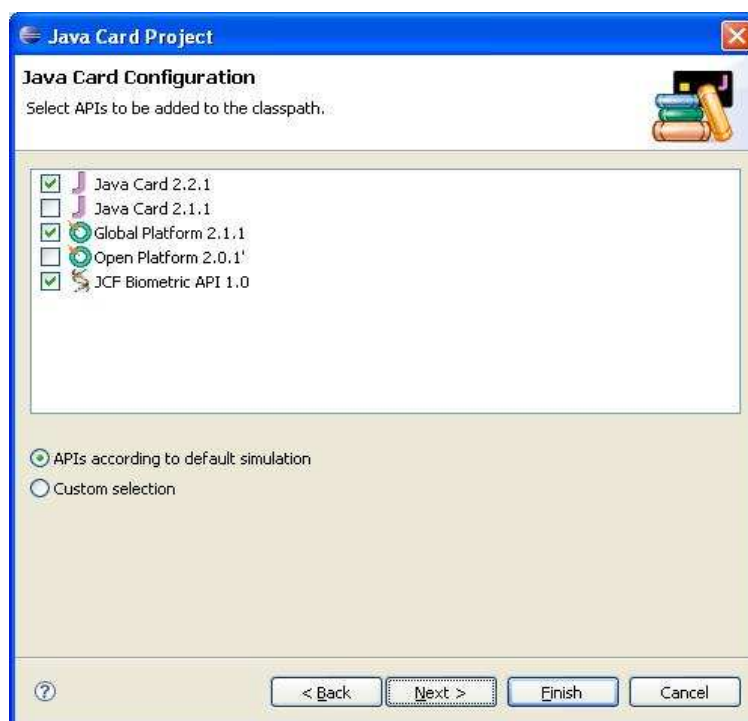 Java Card Project
Java Card Configuration
Select APIs to be added to the classpath.
Java Card 2.2.1
Java Card 2.1.1
Global Platform 2.1.1
Open Platform 2.0.1'
JCF Biometric API 1.0
APIs according to default simulation
Custom selection
< Back
Next >
Finish
Cancel